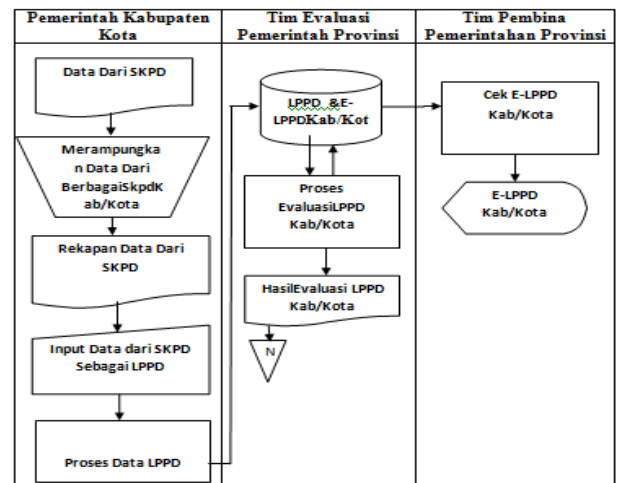 Pemerintah Kabupaten
Kota
Tim Evaluasi
Pemerintah Provinsi
Tim Pembina
Pemerintahan Provinsi
Data Dari SKPD
Merampungka
n Data Dari
BerbagaiSkpdK
ab/Kota
Rekapan Data Dari
SKPD
Input Data dari SKPD
Sebagai LPPD
Proses Data LPPD
LPPD &E-
LPPDKab/Kot
Proses
EvaluasiLPPD
Kab/Kota
HasilEvaluasi LPPD
Kab/Kota
N
Cek E-LPPD
Kab/Kota
E-LPPD
Kab/Kota